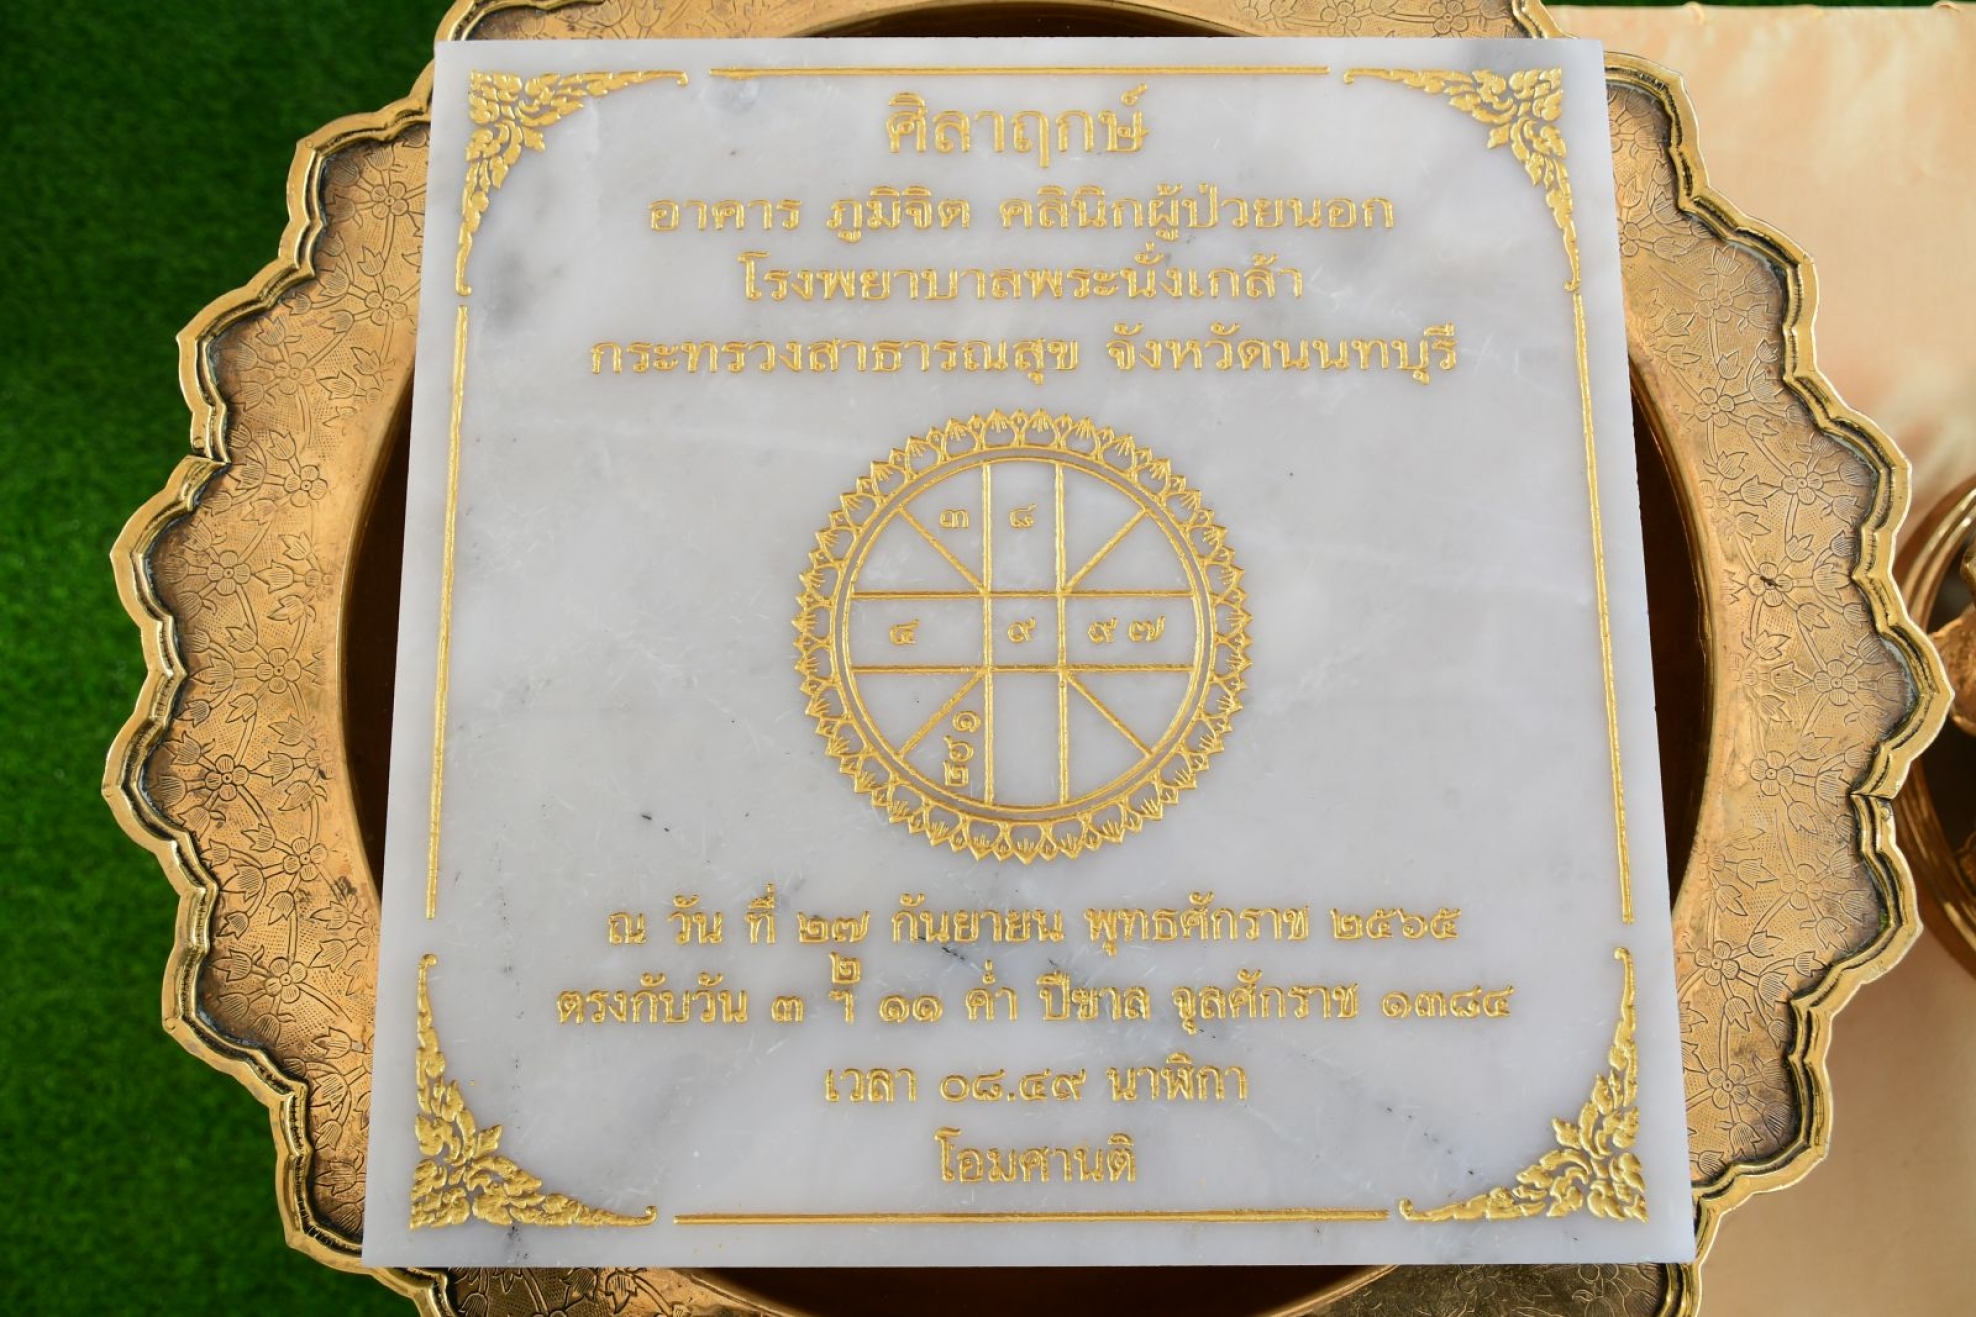 ศิลาฤกษ์
อาคาร ภูมิจิต คลินิกผู้ป่วยนอก
โรงพยาบาลพระนั่งเกล้า
กระทรวงสาธารณสุข จังหวัดนนทบุรี
๓ ๘
๔ ๙ ๙ ๗
๑
๖
๒
ณ วัน ที่ ๒๗ กันยายน พุทธศักราช ๒๕๖๕
๒
ตรงกับวัน ๓ ฯ ๑๑ ค่ำ ปีขาล จุลศักราช ๑๓๘๔
เวลา ๐๘.๔๙ นาฬิกา
โอมศานติ